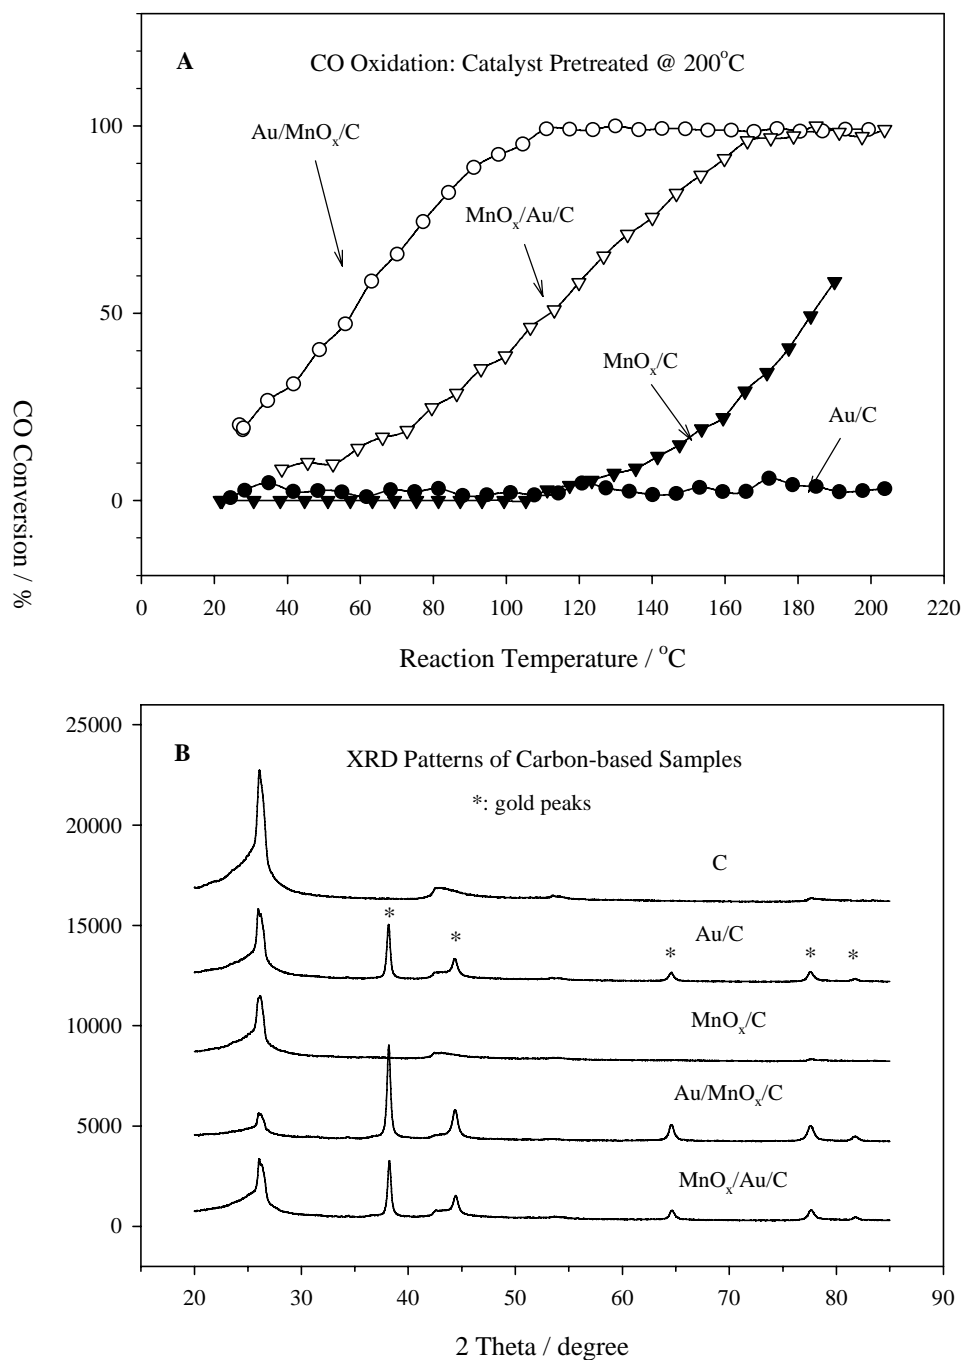 A
CO Oxidation: Catalyst Pretreated @ 200°C
100
Au/MnOₓ/C
MnOₓ/Au/C
50
MnOₓ/C
Au/C
0
CO Conversion / %
0 20 40 60 80 100 120 140 160 180 200 220
Reaction Temperature / °C
25000
B
XRD Patterns of Carbon-based Samples
*: gold peaks
20000
C
15000
* * * * *
Au/C
10000
MnOₓ/C
Au/MnOₓ/C
5000
MnOₓ/Au/C
0
20 30 40 50 60 70 80 90
2 Theta / degree